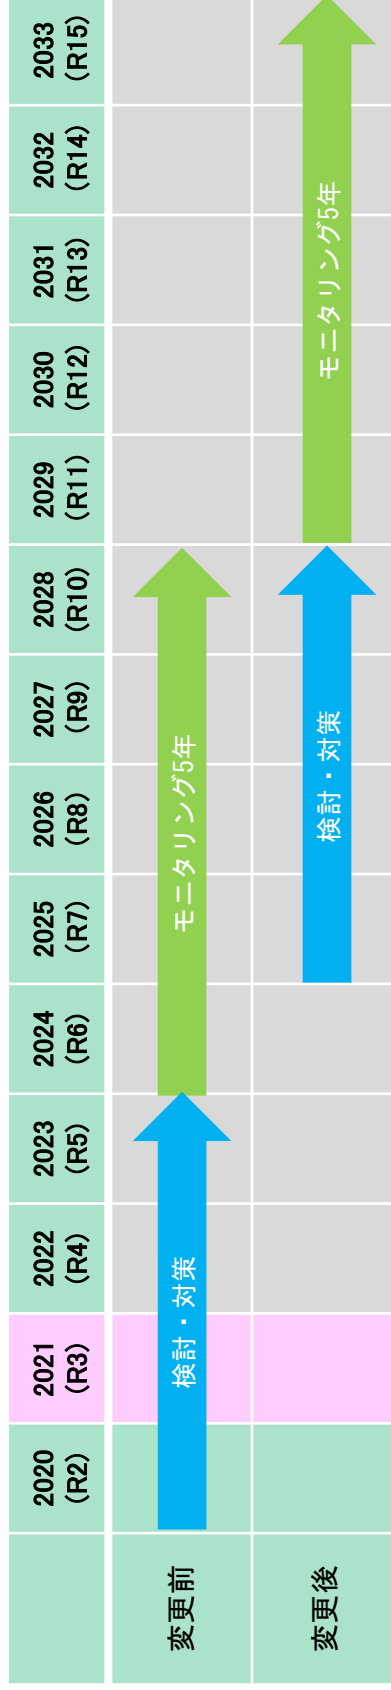 2020
(R2)
2021
(R3)
2022
(R4)
2023
(R5)
2024
(R6)
2025
(R7)
2026
(R8)
2027
(R9)
2028
(R10)
2029
(R11)
2030
(R12)
2031
(R13)
2032
(R14)
2033
(R15)
変更前
検討・対策
モニタリング5年
変更後
検討・対策
モニタリング5年